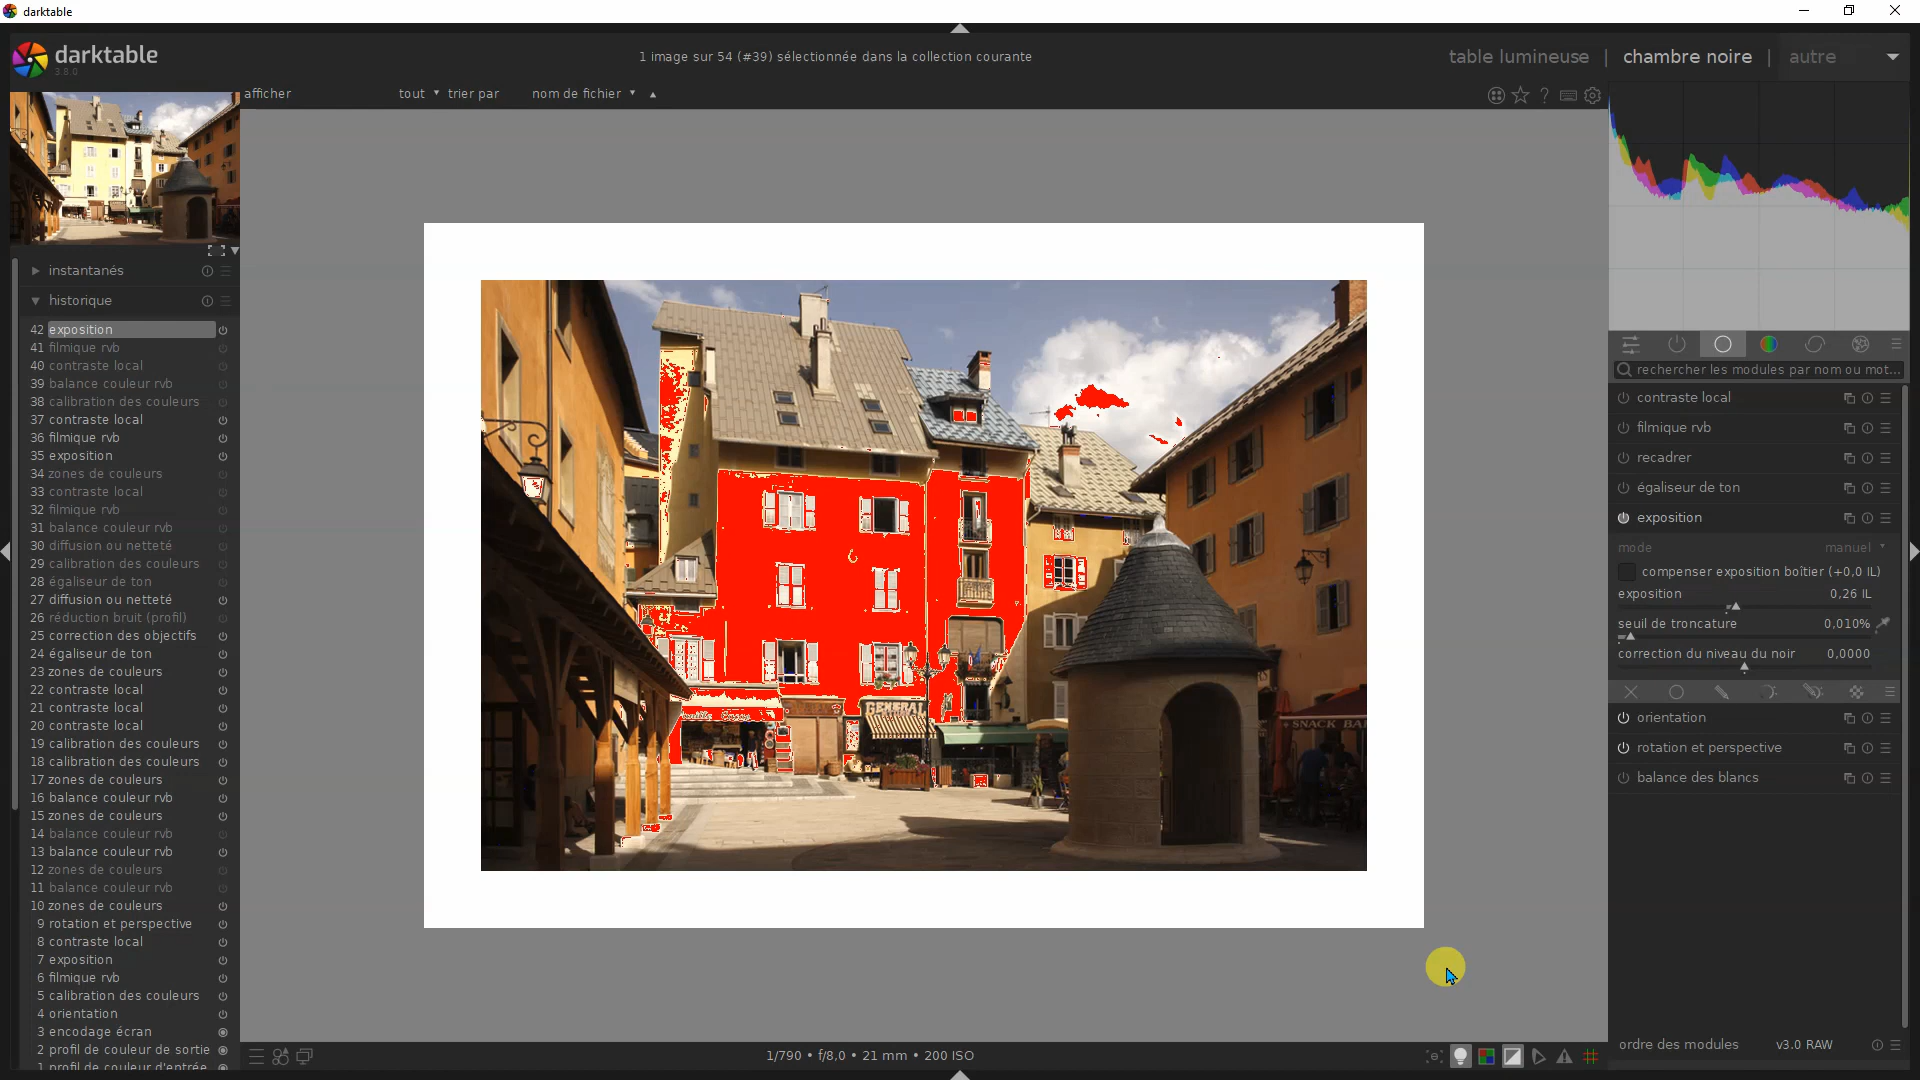 darktable
darktable
3.8.0
1 image sur 54 (#39) sélectionnée dans la collection courante
table lumineuse | chambre noire | autre
afficher tout trier par nom de fichier
instantanés
historique
42 exposition
41 filmique rvb
40 contraste local
39 balance couleur rvb
38 calibration des couleurs
37 contraste local
36 filmique rvb
35 exposition
34 zones de couleurs
33 contraste local
32 filmique rvb
31 balance couleur rvb
30 diffusion ou netteté
29 calibration des couleurs
28 égaliseur de ton
27 diffusion ou netteté
26 réduction bruit (profil)
25 correction des objectifs
24 égaliseur de ton
23 zones de couleurs
22 contraste local
21 contraste local
20 contraste local
19 calibration des couleurs
18 calibration des couleurs
17 zones de couleurs
16 balance couleur rvb
15 zones de couleurs
14 balance couleur rvb
13 balance couleur rvb
12 zones de couleurs
11 balance couleur rvb
10 zones de couleurs
9 rotation et perspective
8 contraste local
7 exposition
6 filmique rvb
5 calibration des couleurs
4 orientation
3 encodage écran
2 profil de couleur de sortie
1 profil de couleur d'entrée
GENERAL
SNACK BA
1/790 • f/8,0 • 21 mm • 200 ISO
rechercher les modules par nom ou mot...
contraste local
filmique rvb
recadrer
égaliseur de ton
exposition
mode manuel
compenser exposition boîtier (+0,0 IL)
exposition 0,26 IL
seuil de troncature 0,010%
correction du niveau du noir 0,0000
orientation
rotation et perspective
balance des blancs
ordre des modules v3.0 RAW